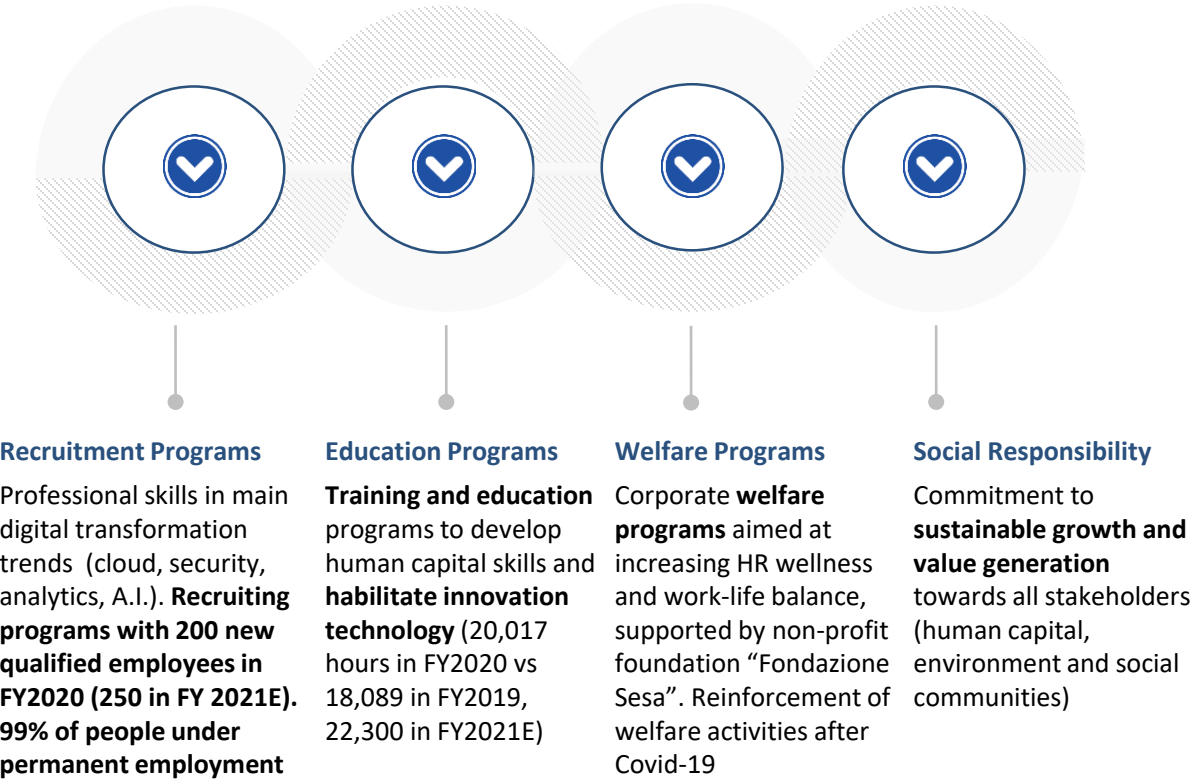 Recruitment Programs
Professional skills in main
digital transformation
trends (cloud, security,
analytics, A.I.). Recruiting
programs with 200 new
qualified employees in
FY2020 (250 in FY 2021E).
99% of people under
permanent employment
Education Programs
Training and education
programs to develop
human capital skills and
habilitate innovation
technology (20,017
hours in FY2020 vs
18,089 in FY2019,
22,300 in FY2021E)
Welfare Programs
Corporate welfare
programs aimed at
increasing HR wellness
and work-life balance,
supported by non-profit
foundation “Fondazione
Sesa”. Reinforcement of
welfare activities after
Covid-19
Social Responsibility
Commitment to
sustainable growth and
value generation
towards all stakeholders
(human capital,
environment and social
communities)